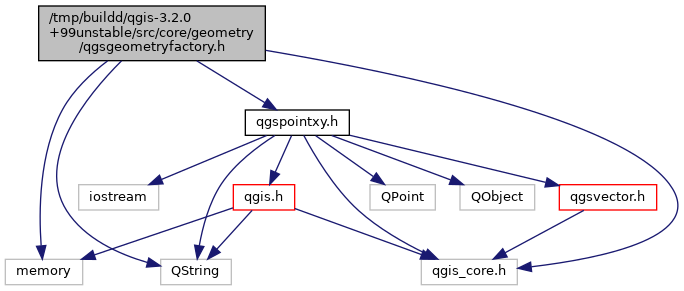 /tmp/buildd/qgis-3.2.0
+99unstable/src/core/geometry
/qgsgeometryfactory.h
qgspointxy.h
iostream
qgis.h
QPoint
QObject
qgsvector.h
memory
QString
qgis_core.h